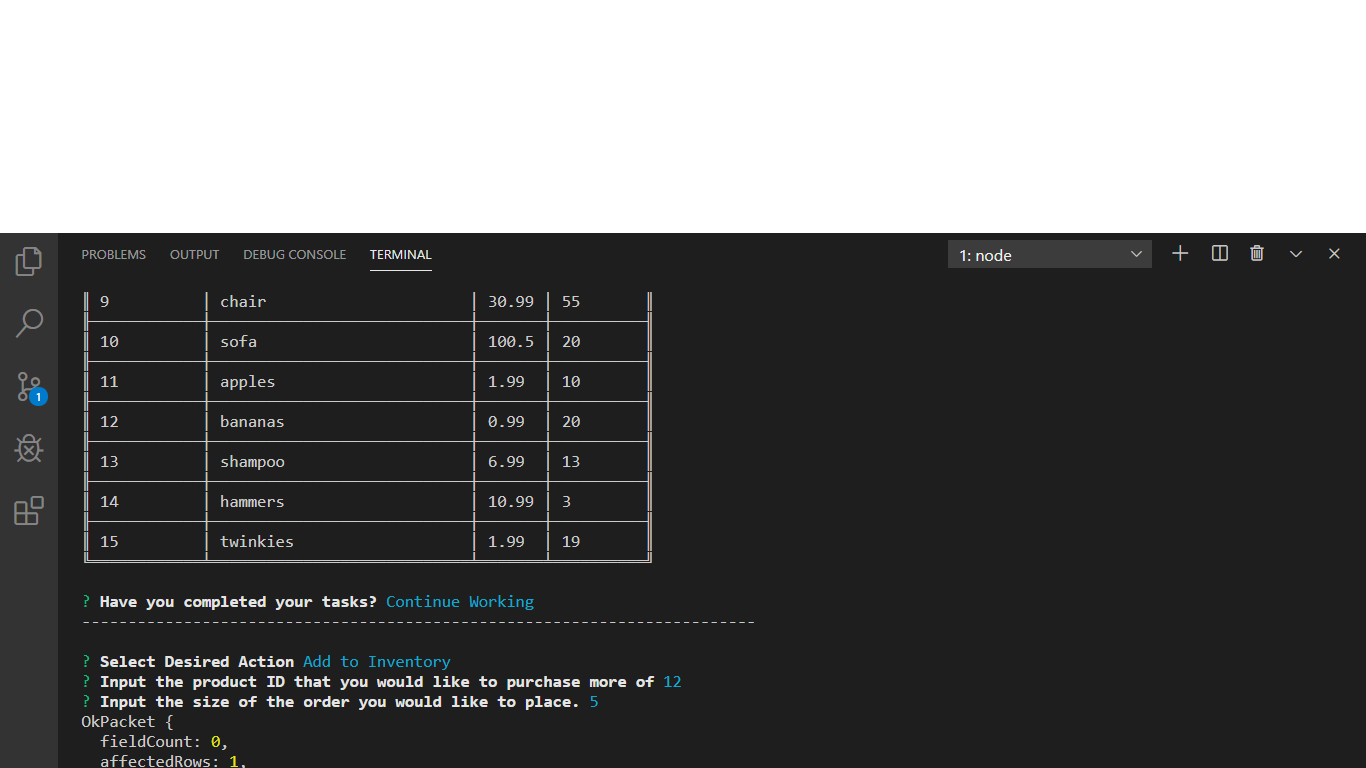 PROBLEMS OUTPUT DEBUG CONSOLE TERMINAL 1: node
9 chair 30.99 55
10 sofa 100.5 20
11 apples 1.99 10
12 bananas 0.99 20
13 shampoo 6.99 13
14 hammers 10.99 3
15 twinkies 1.99 19
1
? Have you completed your tasks? Continue Working
-------------------------------------------------------------------------
? Select Desired Action Add to Inventory
? Input the product ID that you would like to purchase more of 12
? Input the size of the order you would like to place. 5
OkPacket {
fieldCount: 0,
affectedRows: 1,